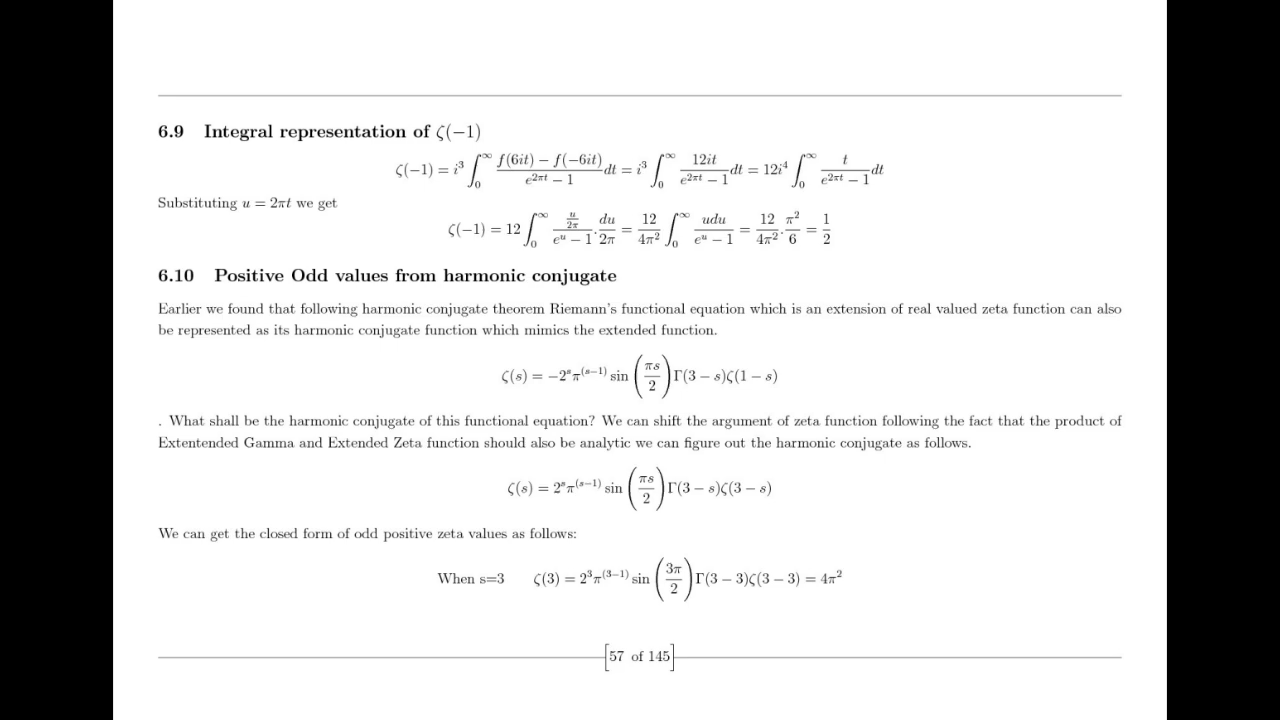 6.9 Integral representation of ζ(−1)
ζ(−1) = i³ ∫₀^∞ (f(6it) − f(−6it))/(e^{2πt} − 1) dt = i³ ∫₀^∞ 12it/(e^{2πt} − 1) dt = 12i⁴ ∫₀^∞ t/(e^{2πt} − 1) dt
Substituting u = 2πt we get
ζ(−1) = 12 ∫₀^∞ (u/2π)/(e^u − 1) . du/2π = 12/4π² ∫₀^∞ udu/(e^u − 1) = 12/4π² . π²/6 = 1/2
6.10 Positive Odd values from harmonic conjugate
Earlier we found that following harmonic conjugate theorem Riemann's functional equation which is an extension of real valued zeta function can also
be represented as its harmonic conjugate function which mimics the extended function.
ζ(s) = −2^s π^{(s−1)} sin (πs/2) Γ(3 − s)ζ(1 − s)
. What shall be the harmonic conjugate of this functional equation? We can shift the argument of zeta function following the fact that the product of
Extentended Gamma and Extended Zeta function should also be analytic we can figure out the harmonic conjugate as follows.
ζ(s) = 2^s π^{(s−1)} sin (πs/2) Γ(3 − s)ζ(3 − s)
We can get the closed form of odd positive zeta values as follows:
When s=3 ζ(3) = 2³π^{(3−1)} sin (3π/2) Γ(3 − 3)ζ(3 − 3) = 4π²
[57 of 145]